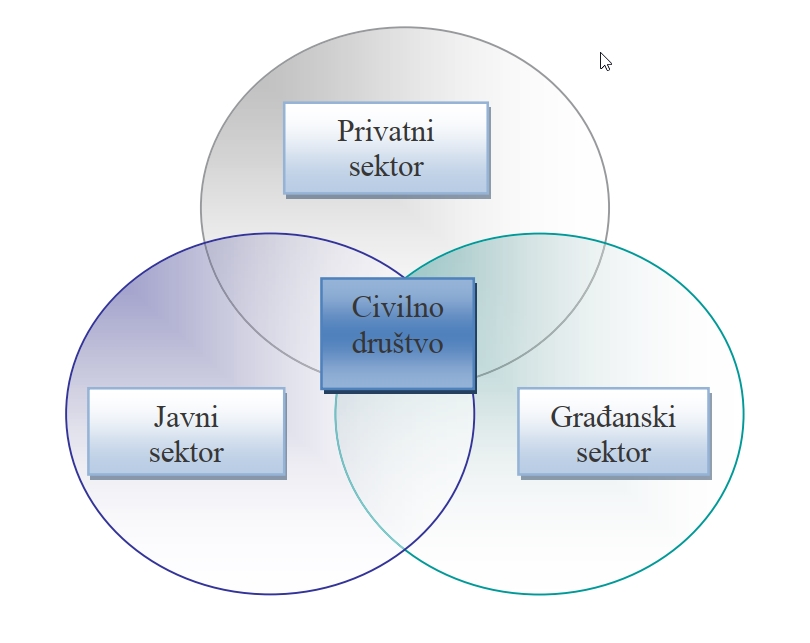 Privatni
sektor
Civilno
društvo
Javni
sektor
Građanski
sektor